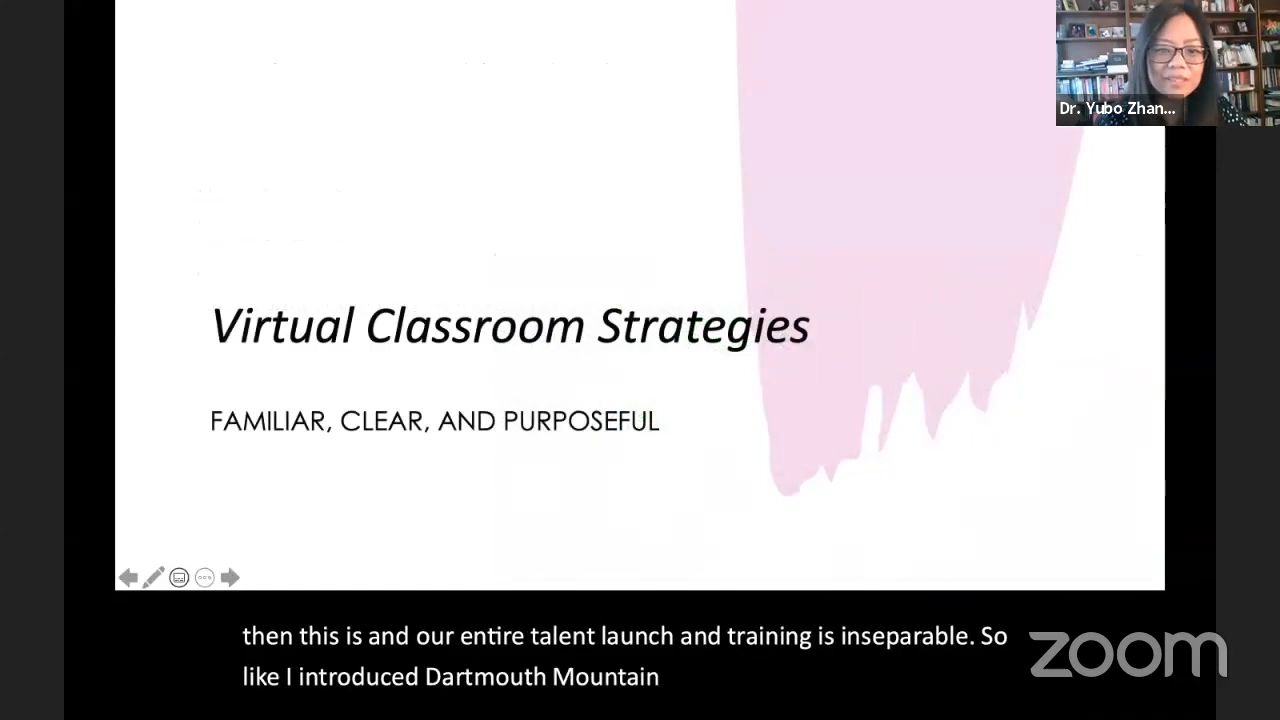 Dr. Yubo Zhan...
Virtual Classroom Strategies
FAMILIAR, CLEAR, AND PURPOSEFUL
then this is and our entire talent launch and training is inseparable. So
like I introduced Dartmouth Mountain
zoom